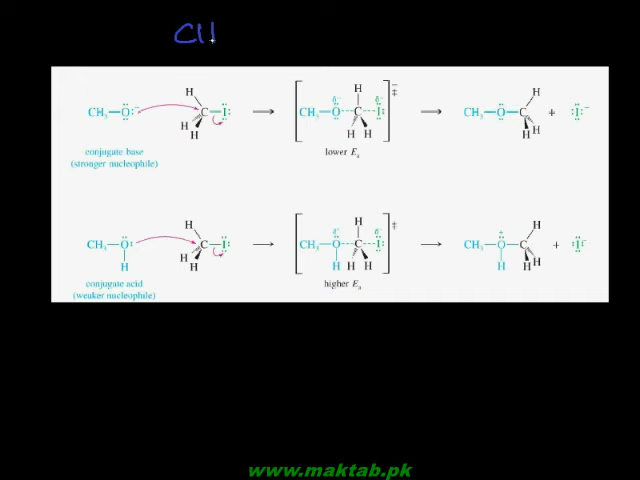 CH
CH₃—Ö:⁻ H C—I: H H ⟶ [CH₃—O---C---I: δ⁻ δ⁻ H H H]⁻‡ ⟶ CH₃—O—C H H H + :I:⁻
conjugate base
(stronger nucleophile)
lower Eₐ
CH₃—O: H H C—I: H H ⟶ [CH₃—O---C---I: δ⁻ H H H H]‡ ⟶ CH₃—O⁺—C H H H H + :I:⁻
conjugate acid
(weaker nucleophile)
higher Eₐ
www.maktab.pk